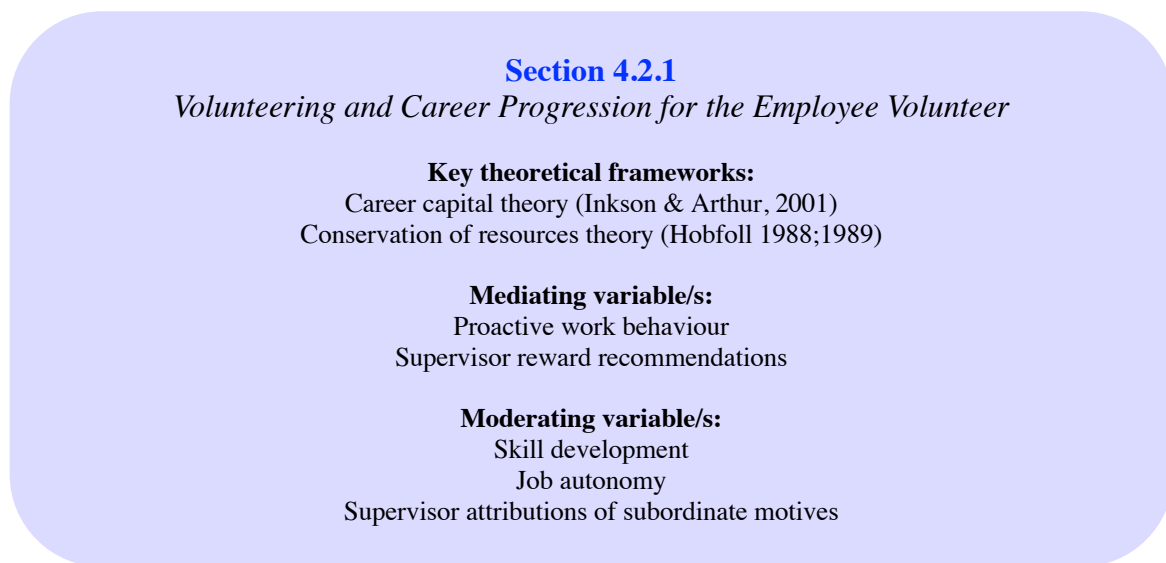 Section 4.2.1
Volunteering and Career Progression for the Employee Volunteer
Key theoretical frameworks:
Career capital theory (Inkson & Arthur, 2001)
Conservation of resources theory (Hobfoll 1988;1989)
Mediating variable/s:
Proactive work behaviour
Supervisor reward recommendations
Moderating variable/s:
Skill development
Job autonomy
Supervisor attributions of subordinate motives